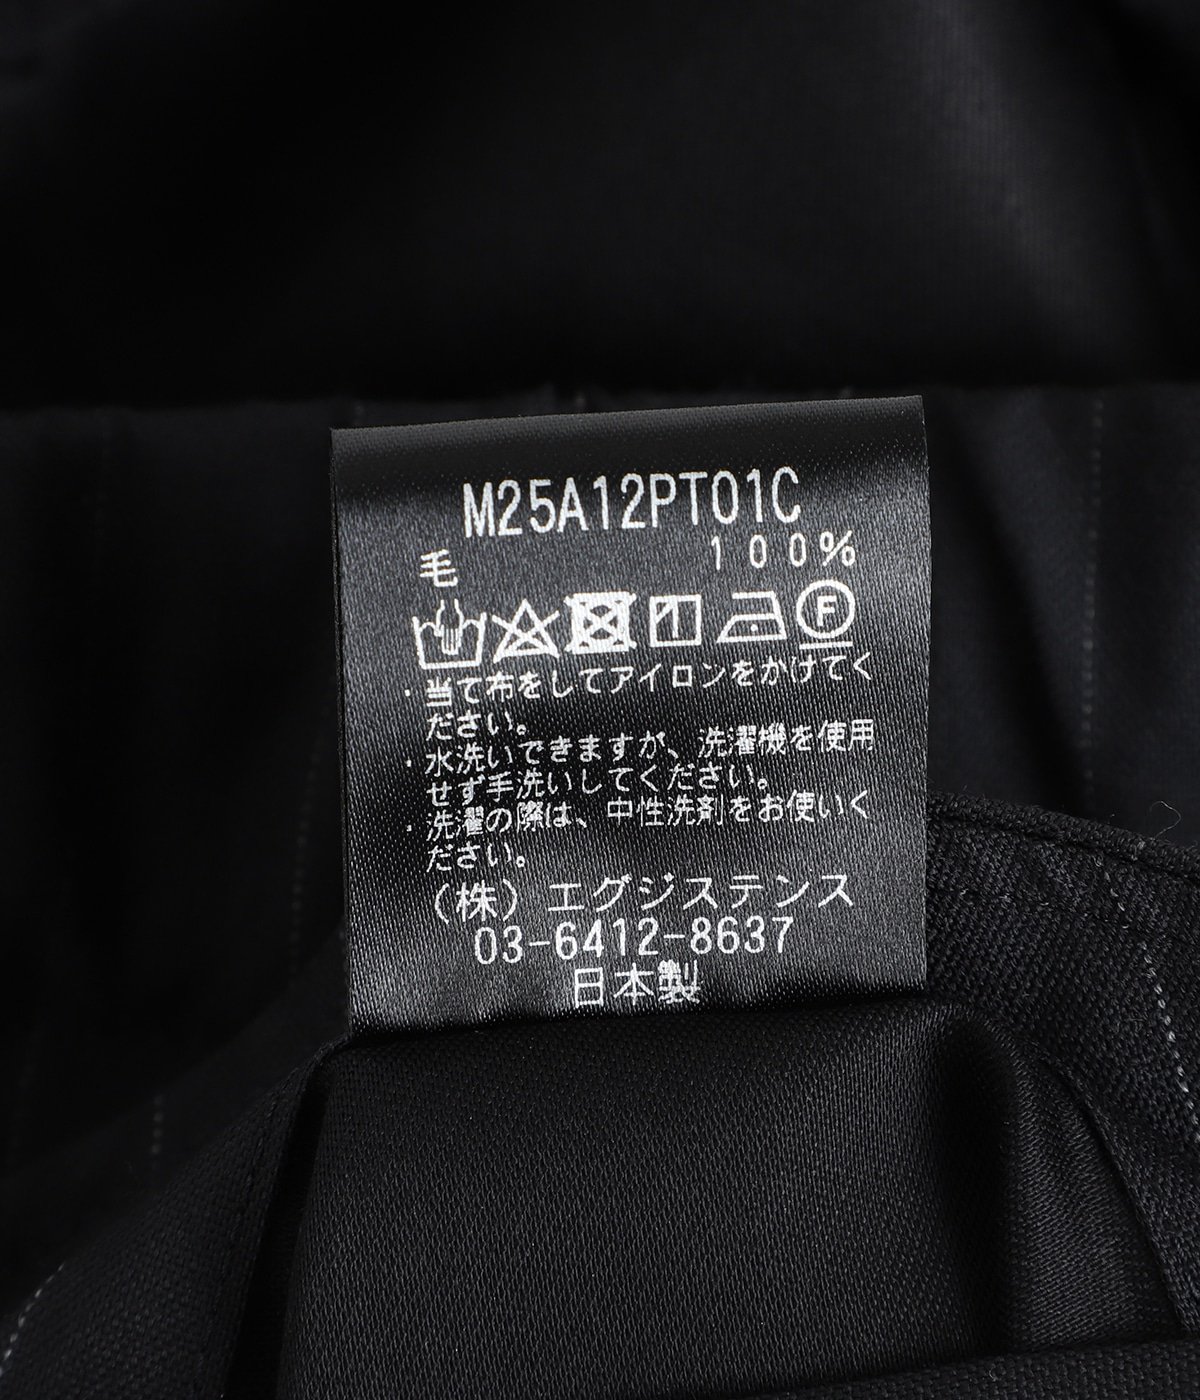 M25A12PT01C
毛 100%
F
・当て布をしてアイロンをかけてく
ださい。
・水洗いできますが、洗濯機を使用
せず手洗いしてください。
・洗濯の際は、中性洗剤をお使いく
ださい。
(株) エグジステンス
03-6412-8637
日本製